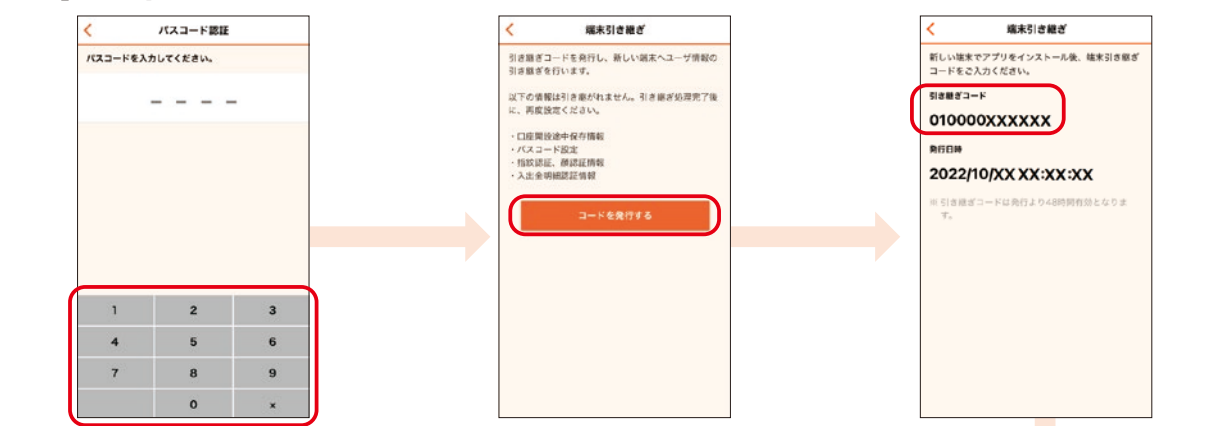 パスコード認証
パスコードを入力してください。
1 2 3
4 5 6
7 8 9
0 ×
端末引き継ぎ
引き継ぎコードを発行し、新しい端末へユーザ情報の
引き継ぎを行います。
以下の情報は引き継がれません。引き継ぎ処理完了後
に、再度設定ください。
・口座開設途中保存情報
・パスコード設定
・指紋認証、顔認証情報
・入出金明細認証情報
コードを発行する
端末引き継ぎ
新しい端末でアプリをインストール後、端末引き継ぎ
コードをご入力ください。
引き継ぎコード
010000XXXXXX
発行日時
2022/10/XX XX:XX:XX
※ 引き継ぎコードは発行より48時間有効となりま
す。